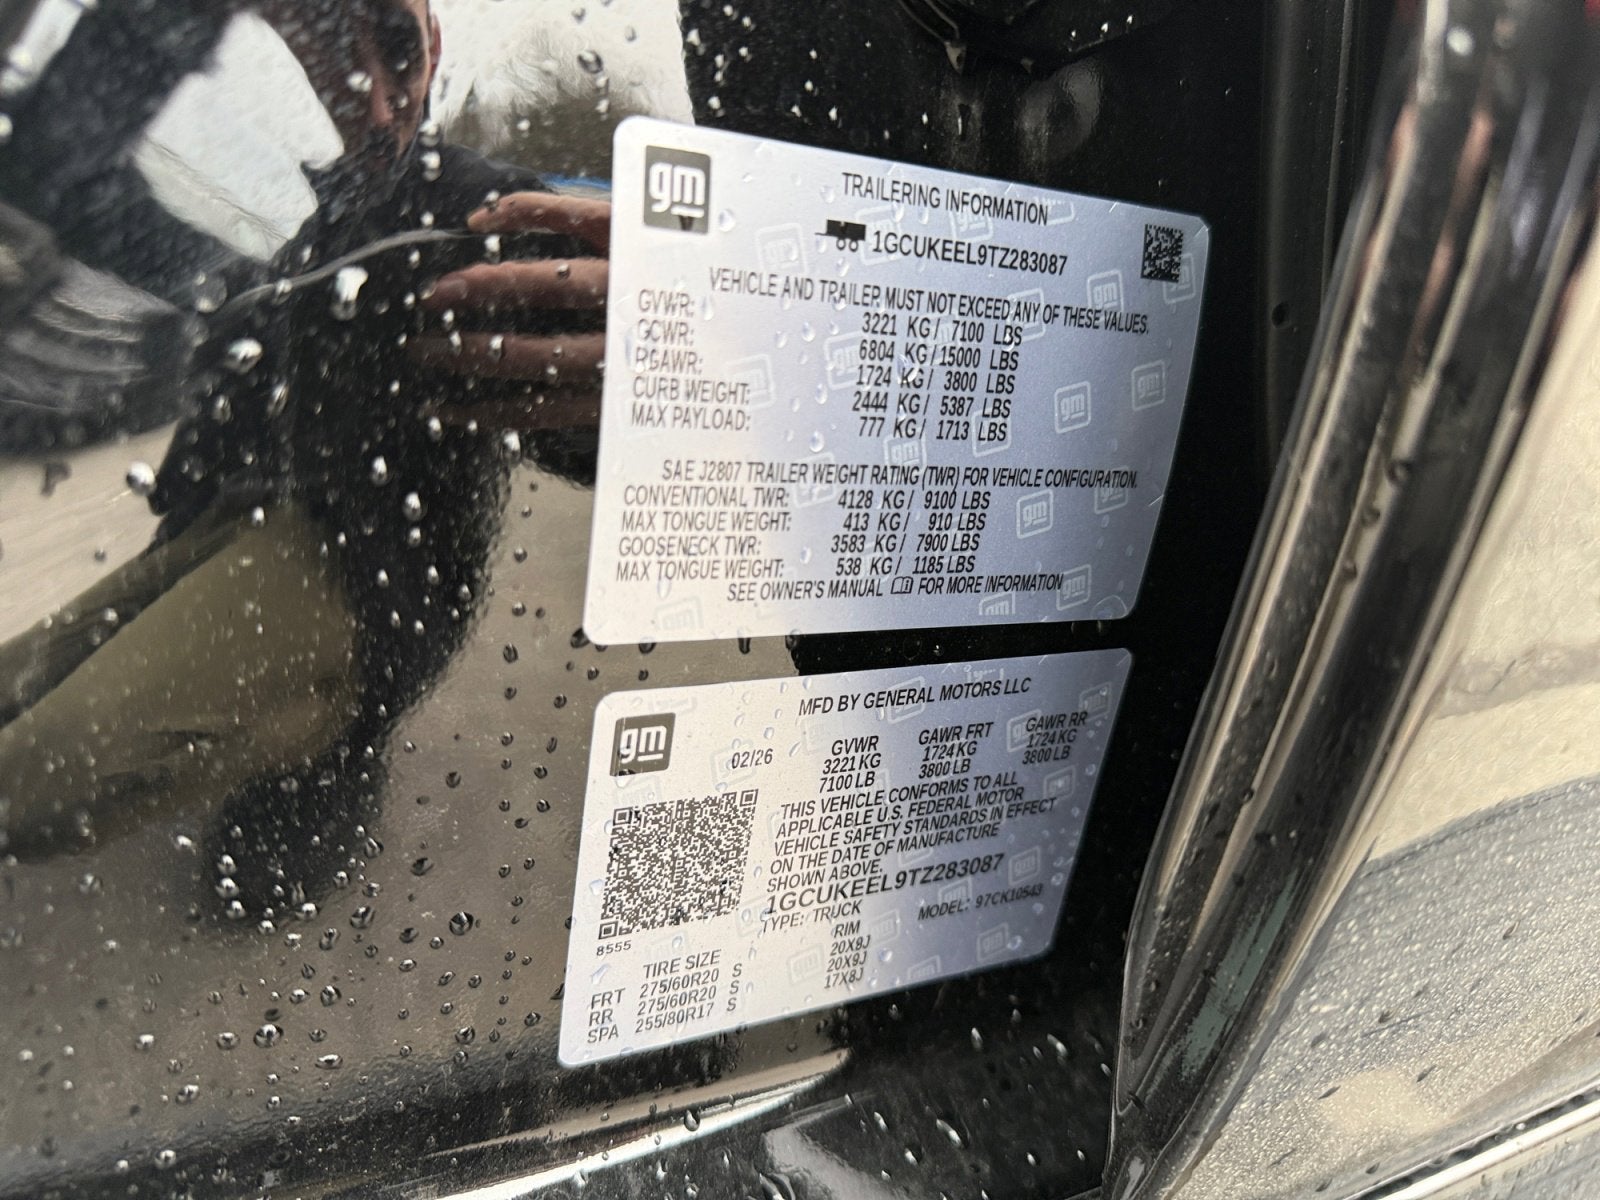 gm
TRAILERING INFORMATION
1GCUKEEL9TZ283087
VEHICLE AND TRAILER MUST NOT EXCEED ANY OF THESE VALUES.
GVWR: 3221 KG / 7100 LBS
GCWR: 6804 KG / 15000 LBS
RGAWR: 1724 KG / 3800 LBS
CURB WEIGHT: 2444 KG / 5387 LBS
MAX PAYLOAD: 777 KG / 1713 LBS
SAE J2807 TRAILER WEIGHT RATING (TWR) FOR VEHICLE CONFIGURATION.
CONVENTIONAL TWR: 4128 KG / 9100 LBS
MAX TONGUE WEIGHT: 413 KG / 910 LBS
GOOSENECK TWR: 3583 KG / 7900 LBS
MAX TONGUE WEIGHT: 538 KG / 1185 LBS
SEE OWNER'S MANUAL FOR MORE INFORMATION
gm
MFD BY GENERAL MOTORS LLC
02/26
GVWR GAWR FRT GAWR RR
3221 KG 1724 KG 1724 KG
7100 LB 3800 LB 3800 LB
THIS VEHICLE CONFORMS TO ALL
APPLICABLE U.S. FEDERAL MOTOR
VEHICLE SAFETY STANDARDS IN EFFECT
ON THE DATE OF MANUFACTURE
SHOWN ABOVE.
1GCUKEEL9TZ283087
TYPE: TRUCK MODEL: 97CK10543
8555
TIRE SIZE RIM
FRT 275/60R20 S 20X8J
RR 275/60R20 S 20X9J
SPA 255/80R17 S 17X8J